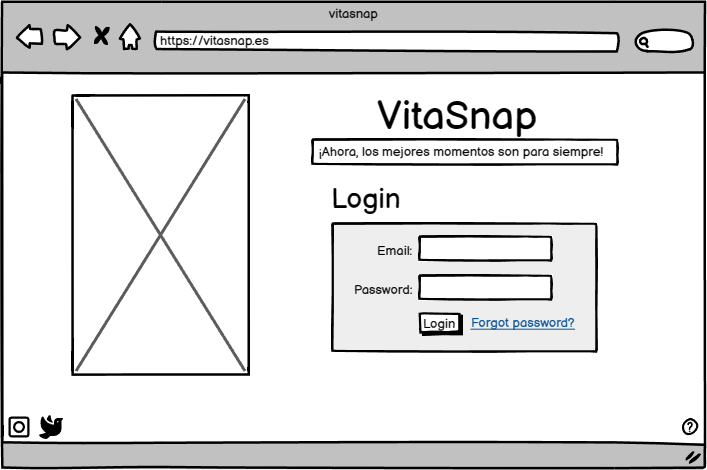 vitasnap
https://vitasnap.es
VitaSnap
¡Ahora, los mejores momentos son para siempre!
Login
Email:
Password:
Login Forgot password?
?